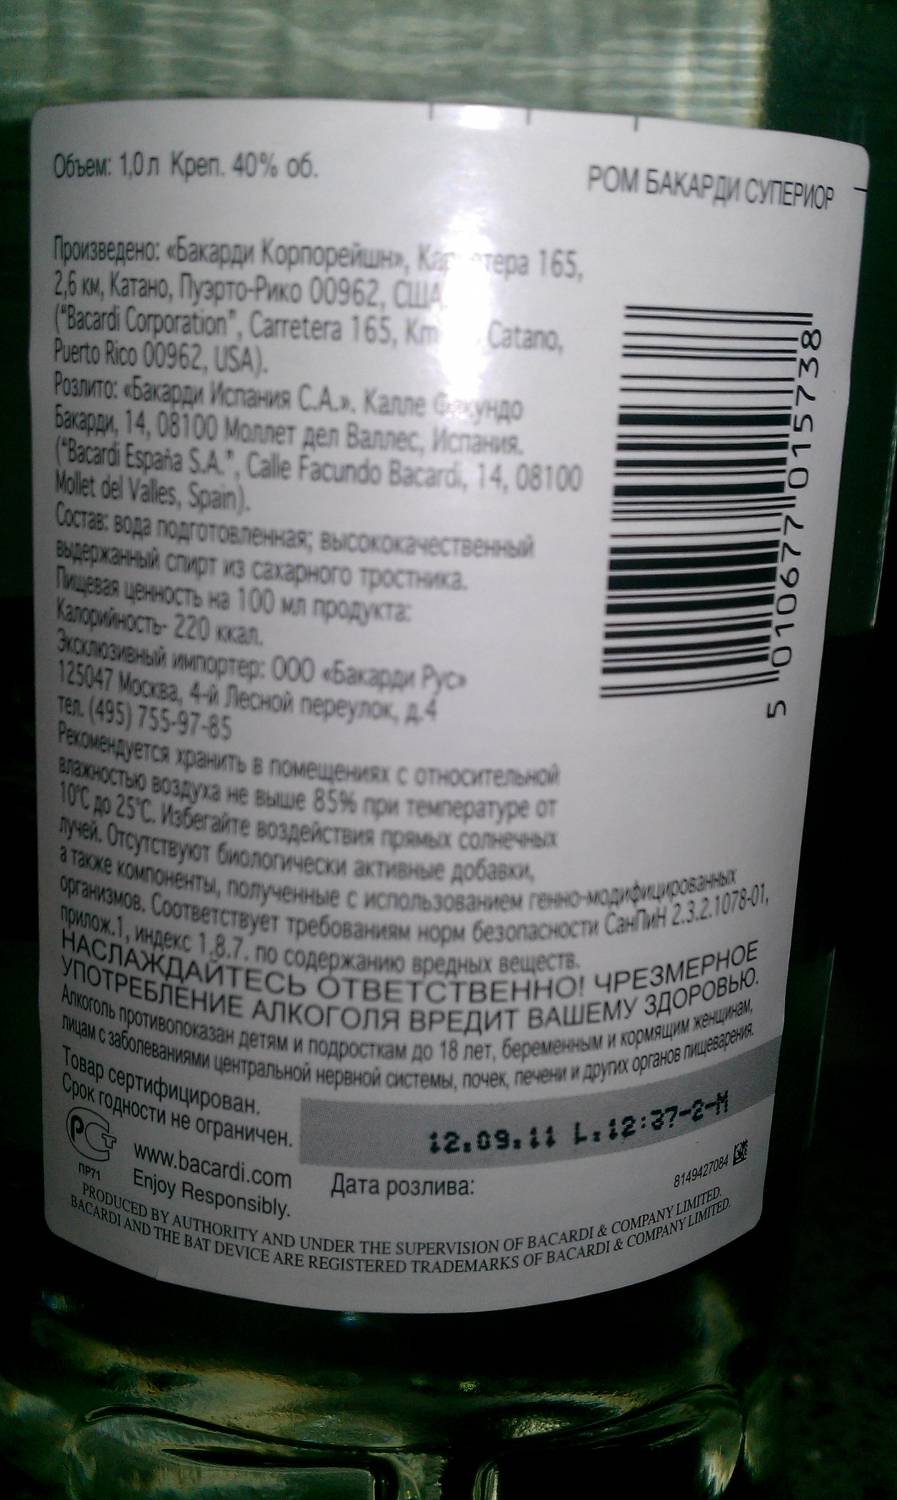 Объем: 1,0 л Креп. 40% об.
РОМ БАКАРДИ СУПЕРИОР
Произведено: «Бакарди Корпорейшн», 165,
2,6 км, Катано, Пуэрто-Рико 00962, США
("Bacardi Corporation", Carretera 165, Km Catano,
Puerto Rico 00962, USA).
Розлито: «Бакарди Испания С.А.». Калле
Бакарди, 14, 08100 Моллет дел Валлес, Испания.
("Bacardi España S.A.", Calle Facundo Bacardi, 14, 08100
Mollet del Valles, Spain).
Состав: вода подготовленная; высококачественный
выдержанный спирт из сахарного тростника.
Пищевая ценность на 100 мл продукта:
Калорийность- 220 ккал.
Эксклюзивный импортер: ООО «Бакарди Рус»
125047 Москва, 4-й Лесной переулок, д.4
тел. (495) 755-97-85
Рекомендуется хранить в помещениях с относительной
влажностью воздуха не выше 85% при температуре от
10°C до 25°C. Избегайте воздействия прямых солнечных
лучей. Отсутствуют биологически активные добавки,
а также компоненты, полученные с использованием генно-модифицированных
организмов. Соответствует требованиям норм безопасности СанПиН 2.3.2.1078-01,
прилож.1, индекс 1.8.7. по содержанию вредных веществ.
НАСЛАЖДАЙТЕСЬ ОТВЕТСТВЕННО! ЧРЕЗМЕРНОЕ
УПОТРЕБЛЕНИЕ АЛКОГОЛЯ ВРЕДИТ ВАШЕМУ ЗДОРОВЬЮ.
Алкоголь противопоказан детям и подросткам до 18 лет, беременным и кормящим женщинам,
лицам с заболеваниями центральной нервной системы, почек, печени и других органов пищеварения.
Товар сертифицирован.
Срок годности не ограничен.
12.09.11 L.12:37-2-M
Дата розлива:
РСТ
ПР71
www.bacardi.com
Enjoy Responsibly.
8149427084
PRODUCED BY AUTHORITY AND UNDER THE SUPERVISION OF BACARDI & COMPANY LIMITED.
BACARDI AND THE BAT DEVICE ARE REGISTERED TRADEMARKS OF BACARDI & COMPANY LIMITED.
5 010677 015738